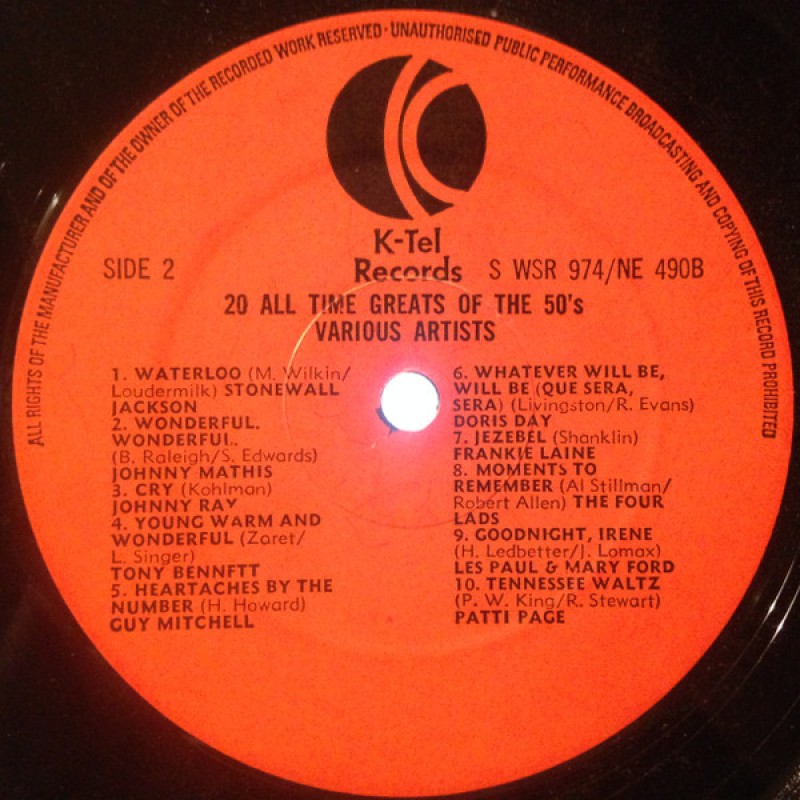 ALL RIGHTS OF THE MANUFACTURER AND OF THE OWNER OF THE RECORDED WORK RESERVED · UNAUTHORISED PUBLIC PERFORMANCE BROADCASTING AND COPYING OF THIS RECORD PROHIBITED
K-Tel
Records
SIDE 2
S WSR 974/NE 490B
20 ALL TIME GREATS OF THE 50's
VARIOUS ARTISTS
1. WATERLOO (M. Wilkin/
Loudermilk) STONEWALL
JACKSON
2. WONDERFUL.
WONDERFUL..
(B. Raleigh/S. Edwards)
JOHNNY MATHIS
3. CRY (Kohlman)
JOHNNY RAY
4. YOUNG WARM AND
WONDERFUL (Zaret/
L. Singer)
TONY BENNFTT
5. HEARTACHES BY THE
NUMBER (H. Howard)
GUY MITCHELL
6. WHATEVER WILL BE,
WILL BE (QUE SERA,
SERA) (Livingston/R. Evans)
DORIS DAY
7. JEZEBEL (Shanklin)
FRANKIE LAINE
8. MOMENTS TO
REMEMBER (Al Stillman/
Robert Allen) THE FOUR
LADS
9. GOODNIGHT, IRENE
(H. Ledbetter/J. Lomax)
LES PAUL & MARY FORD
10. TENNESSEE WALTZ
(P. W. King/R. Stewart)
PATTI PAGE